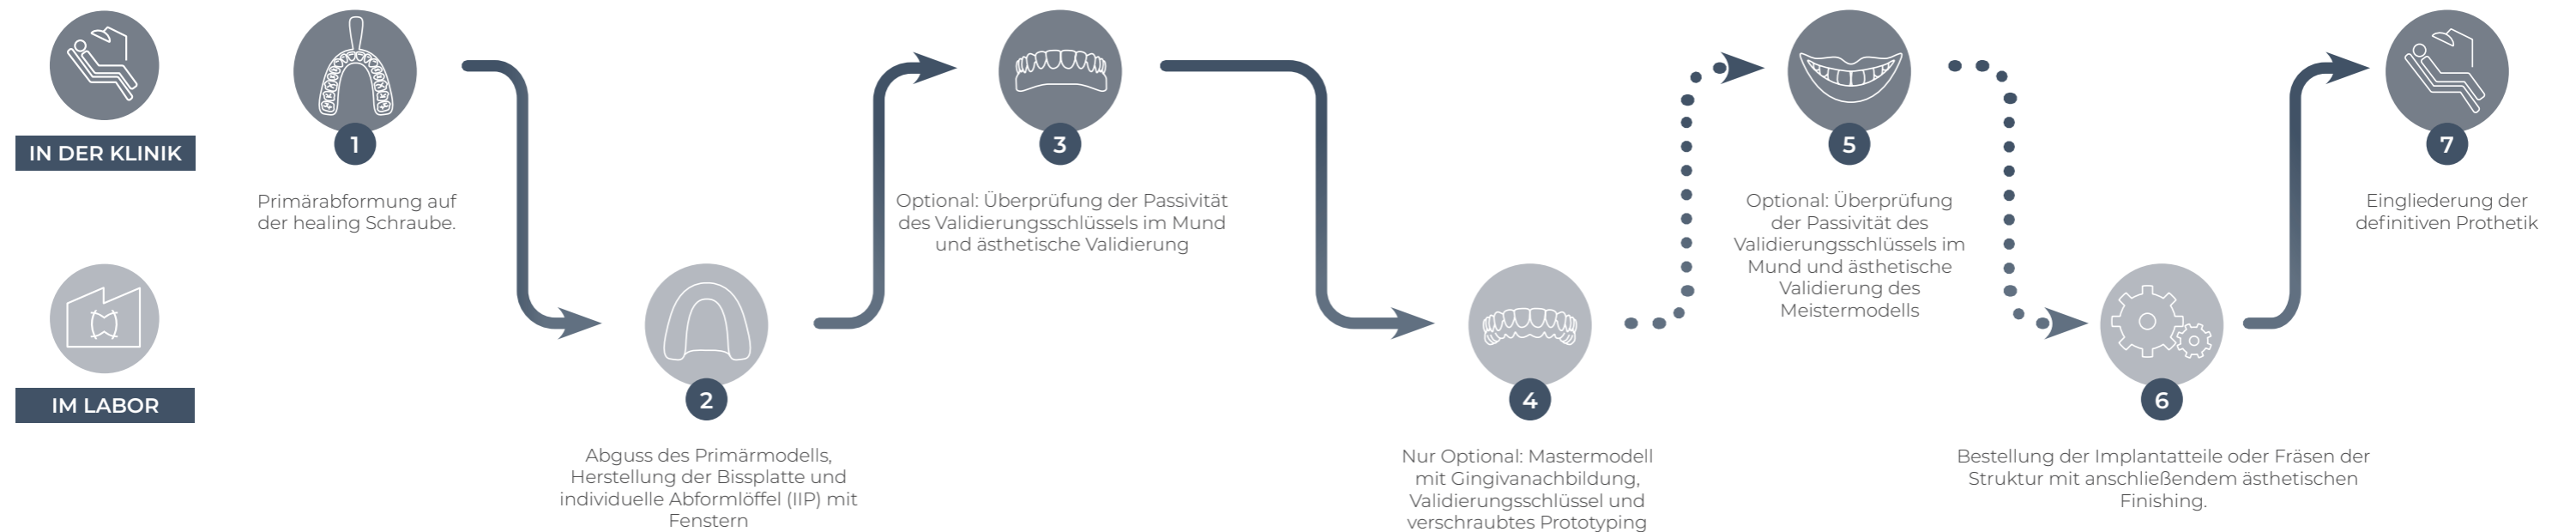 IN DER KLINIK
1
Primärabformung auf
der healing Schraube.
IM LABOR
2
Abguss des Primärmodells,
Herstellung der Bissplatte und
individuelle Abformlöffel (IIP) mit
Fenstern
3
Optional: Überprüfung der Passivität
des Validierungsschlüssels im Mund
und ästhetische Validierung
4
Nur Optional: Mastermodell
mit Gingivanachbildung,
Validierungsschlüssel und
verschraubtes Prototyping
5
Optional: Überprüfung
der Passivität des
Validierungsschlüssels im
Mund und ästhetische
Validierung des
Meistermodells
6
Bestellung der Implantatteile oder Fräsen der
Struktur mit anschließendem ästhetischen
Finishing.
7
Eingliederung der
definitiven Prothetik